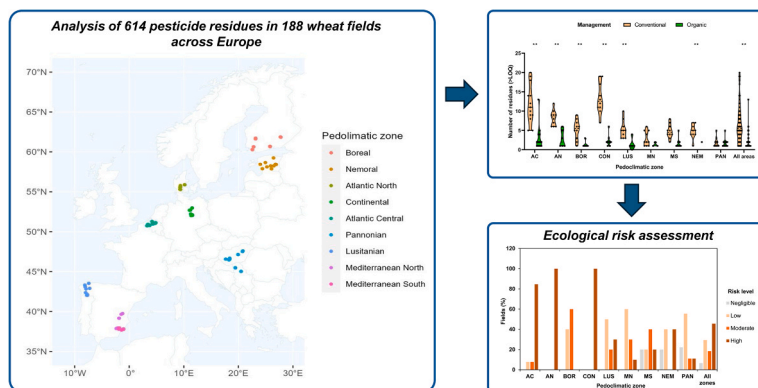 Analysis of 614 pesticide residues in 188 wheat fields
across Europe
70°N
65°N
60°N
55°N
50°N
45°N
40°N
35°N
10°W 0° 10°E 20°E 30°E
Pedolimatic zone
Boreal
Nemoral
Atlantic North
Continental
Atlantic Central
Pannonian
Lusitanian
Mediterranean North
Mediterranean South
Management Conventional Organic
** ** ** ** ** ** **
Number of residues (>LOQ)
25
20
15
10
5
0
AC AN BOR CON LUS MN MS NEM PAN All areas
Pedoclimatic zone
Ecological risk assessment
Fields (%)
120
100
80
60
40
20
0
AC AN BOR CON LUS MN MS NEM PAN All
zones
Pedoclimatic zone
Risk level
Negligible
Low
Moderate
High